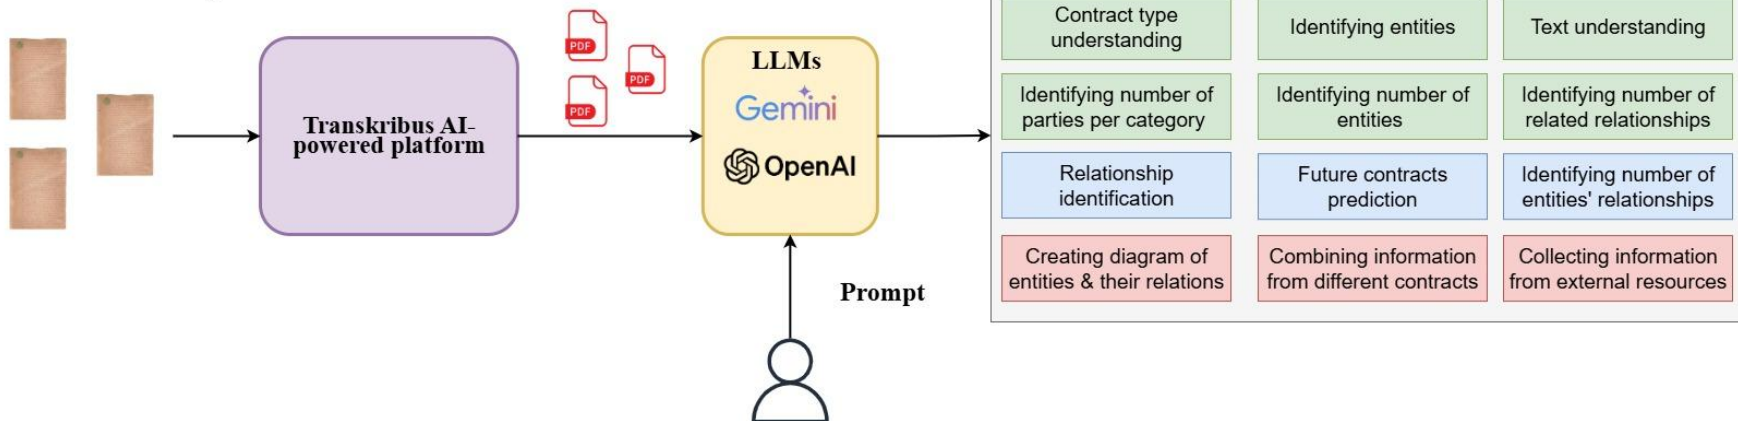 PDF
PDF
PDF
Transkribus AI-
powered platform
LLMs
Gemini
OpenAI
Prompt
Contract type
understanding
Identifying entities
Text understanding
Identifying number of
parties per category
Identifying number of
entities
Identifying number of
related relationships
Relationship
identification
Future contracts
prediction
Identifying number of
entities' relationships
Creating diagram of
entities & their relations
Combining information
from different contracts
Collecting information
from external resources